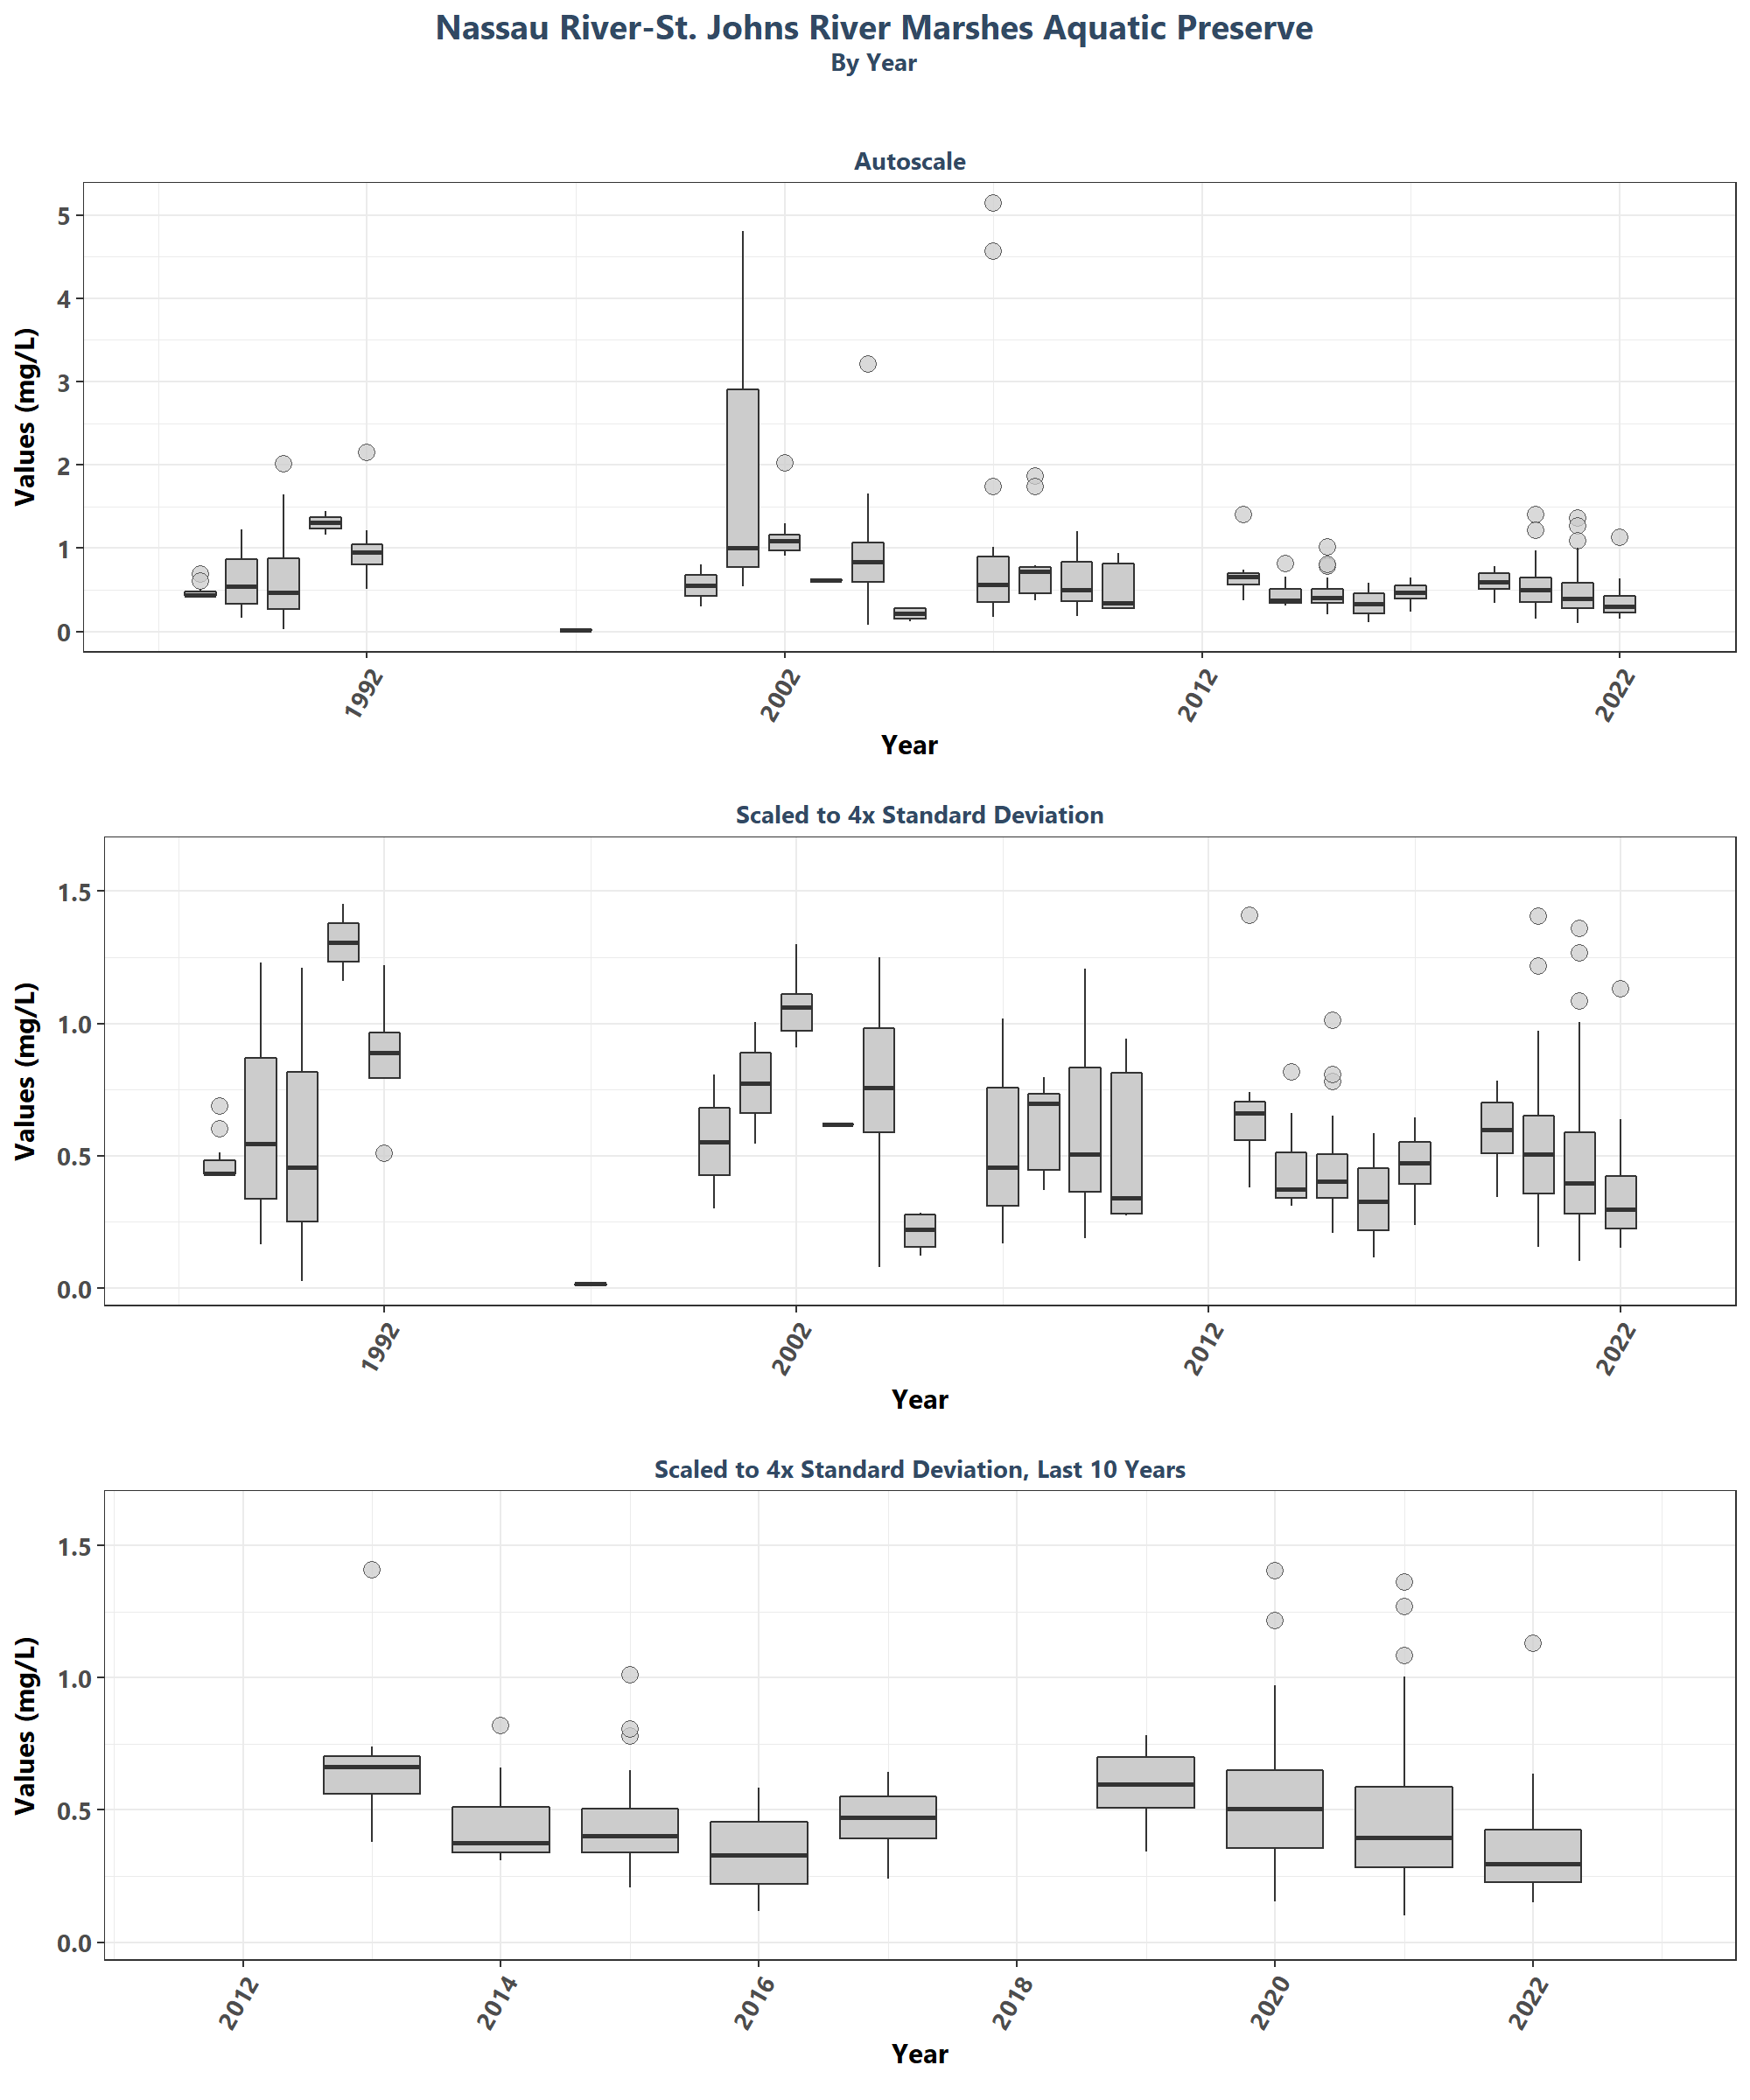 Nassau River-St. Johns River Marshes Aquatic Preserve
By Year
Autoscale
Values (mg/L)
5
4
3
2
1
0
1992 2002 2012 2022
Year
Scaled to 4x Standard Deviation
Values (mg/L)
1.5
1.0
0.5
0.0
1992 2002 2012 2022
Year
Scaled to 4x Standard Deviation, Last 10 Years
Values (mg/L)
1.5
1.0
0.5
0.0
2012 2014 2016 2018 2020 2022
Year